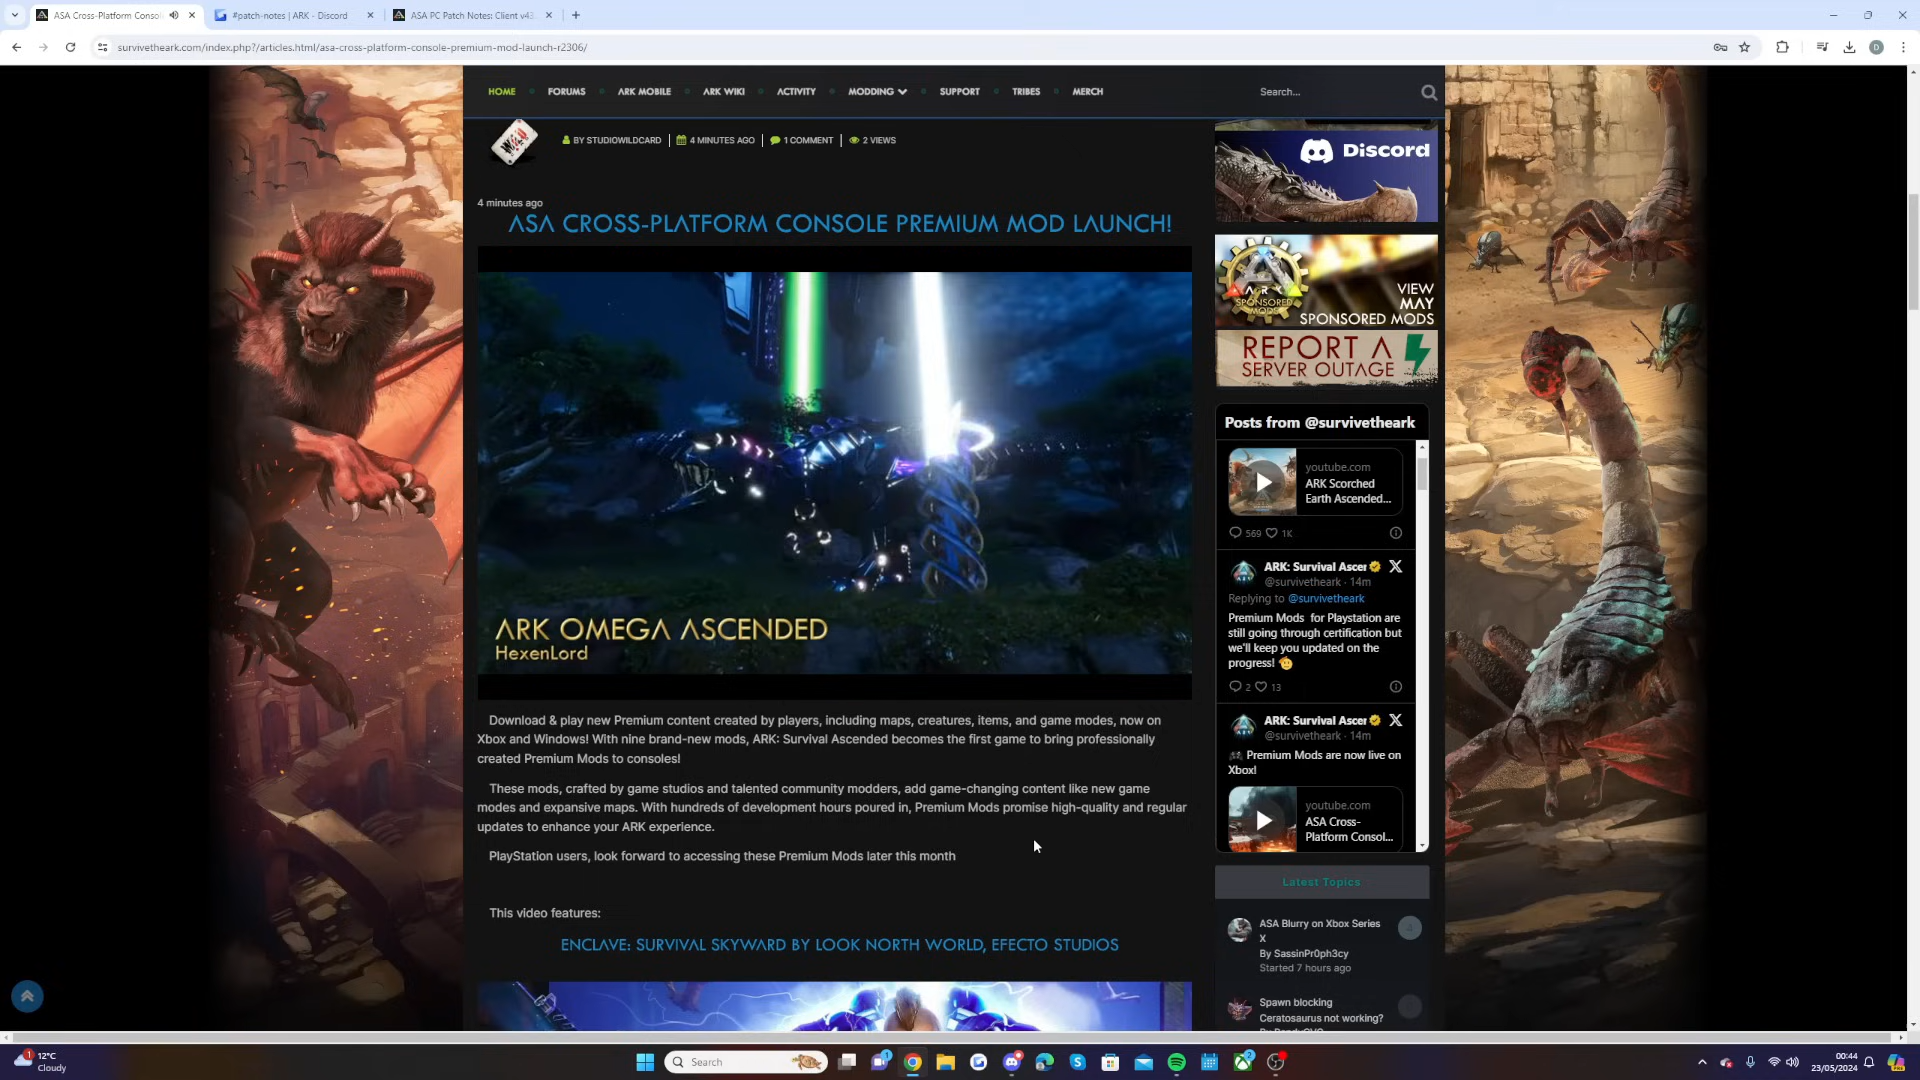 ASA Cross-Platform Consol
#patch-notes | ARK - Discord
ASA PC Patch Notes: Client v43
survivetheark.com/index.php?/articles.html/asa-cross-platform-console-premium-mod-launch-r2306/
HOME
FORUMS
ARK MOBILE
ARK WIKI
ACTIVITY
MODDING
SUPPORT
TRIBES
MERCH
Search...
BY STUDIOWILDCARD
4 MINUTES AGO
1 COMMENT
2 VIEWS
4 minutes ago
ASA CROSS-PLATFORM CONSOLE PREMIUM MOD LAUNCH!
ARK OMEGA ASCENDED
HexenLord
Download & play new Premium content created by players, including maps, creatures, items, and game modes, now on
Xbox and Windows! With nine brand-new mods, ARK: Survival Ascended becomes the first game to bring professionally
created Premium Mods to consoles!
These mods, crafted by game studios and talented community modders, add game-changing content like new game
modes and expansive maps. With hundreds of development hours poured in, Premium Mods promise high-quality and regular
updates to enhance your ARK experience.
PlayStation users, look forward to accessing these Premium Mods later this month
This video features:
ENCLAVE: SURVIVAL SKYWARD BY LOOK NORTH WORLD, EFECTO STUDIOS
Discord
ARK
SPONSORED
MODS
VIEW
MAY
SPONSORED MODS
REPORT A
SERVER OUTAGE
Posts from @survivetheark
youtube.com
ARK Scorched
Earth Ascended...
569
1K
ARK: Survival Ascer
@survivetheark · 14m
Replying to @survivetheark
Premium Mods for Playstation are
still going through certification but
we'll keep you updated on the
progress!
2
13
ARK: Survival Ascer
@survivetheark · 14m
Premium Mods are now live on
Xbox!
youtube.com
ASA Cross-
Platform Consol...
Latest Topics
ASA Blurry on Xbox Series
X
By SassinPr0ph3cy
Started 7 hours ago
Spawn blocking
Ceratosaurus not working?
1
12°C
Cloudy
Search
00:44
23/05/2024